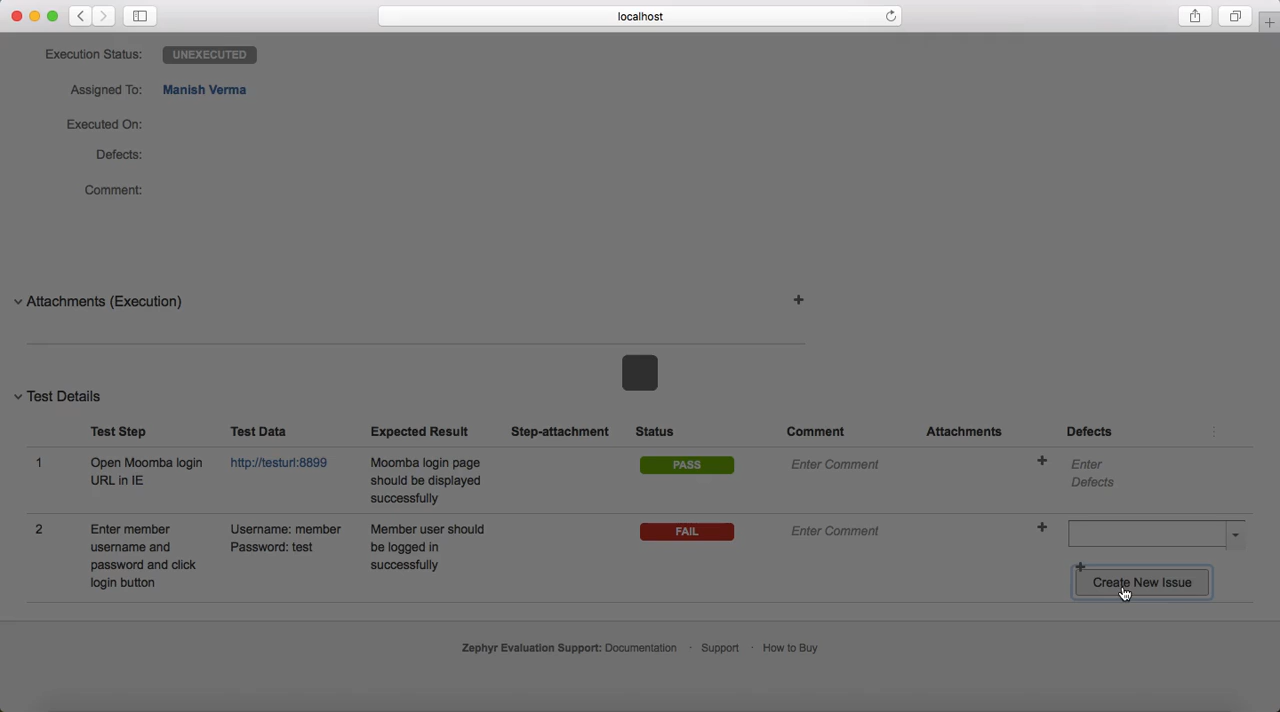 localhost
Execution Status: UNEXECUTED
Assigned To: Manish Verma
Executed On:
Defects:
Comment:
Attachments (Execution)
Test Details
Test Step Test Data Expected Result Step-attachment Status Comment Attachments Defects
1 Open Moomba login http://testurl:8899 Moomba login page PASS Enter Comment Enter
URL in IE should be displayed Defects
successfully
2 Enter member Username: member Member user should FAIL Enter Comment
username and Password: test be logged in
password and click successfully
login button Create New Issue
Zephyr Evaluation Support: Documentation · Support · How to Buy